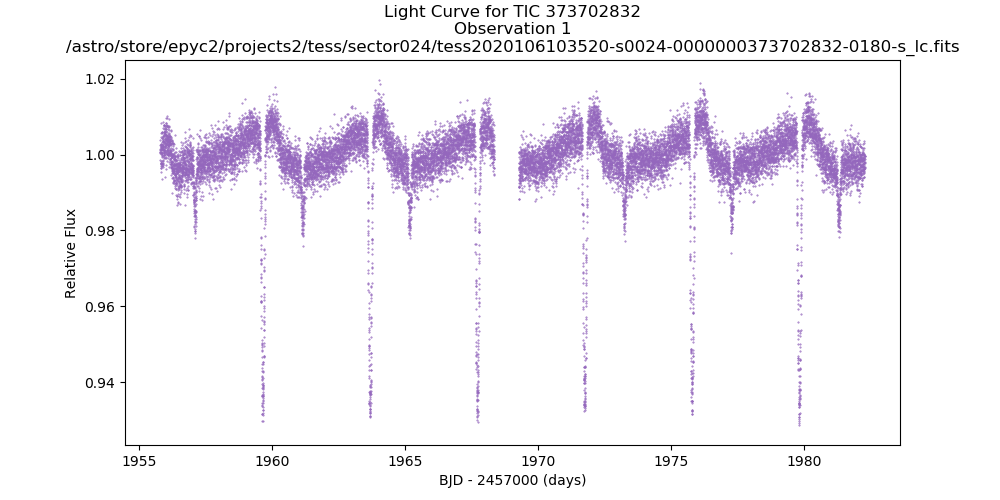 Light Curve for TIC 373702832
Observation 1
/astro/store/epyc2/projects2/tess/sector024/tess2020106103520-s0024-0000000373702832-0180-s_lc.fits
1.02
1.00
0.98
0.96
0.94
Relative Flux
1955
1960
1965
1970
1975
1980
BJD - 2457000 (days)